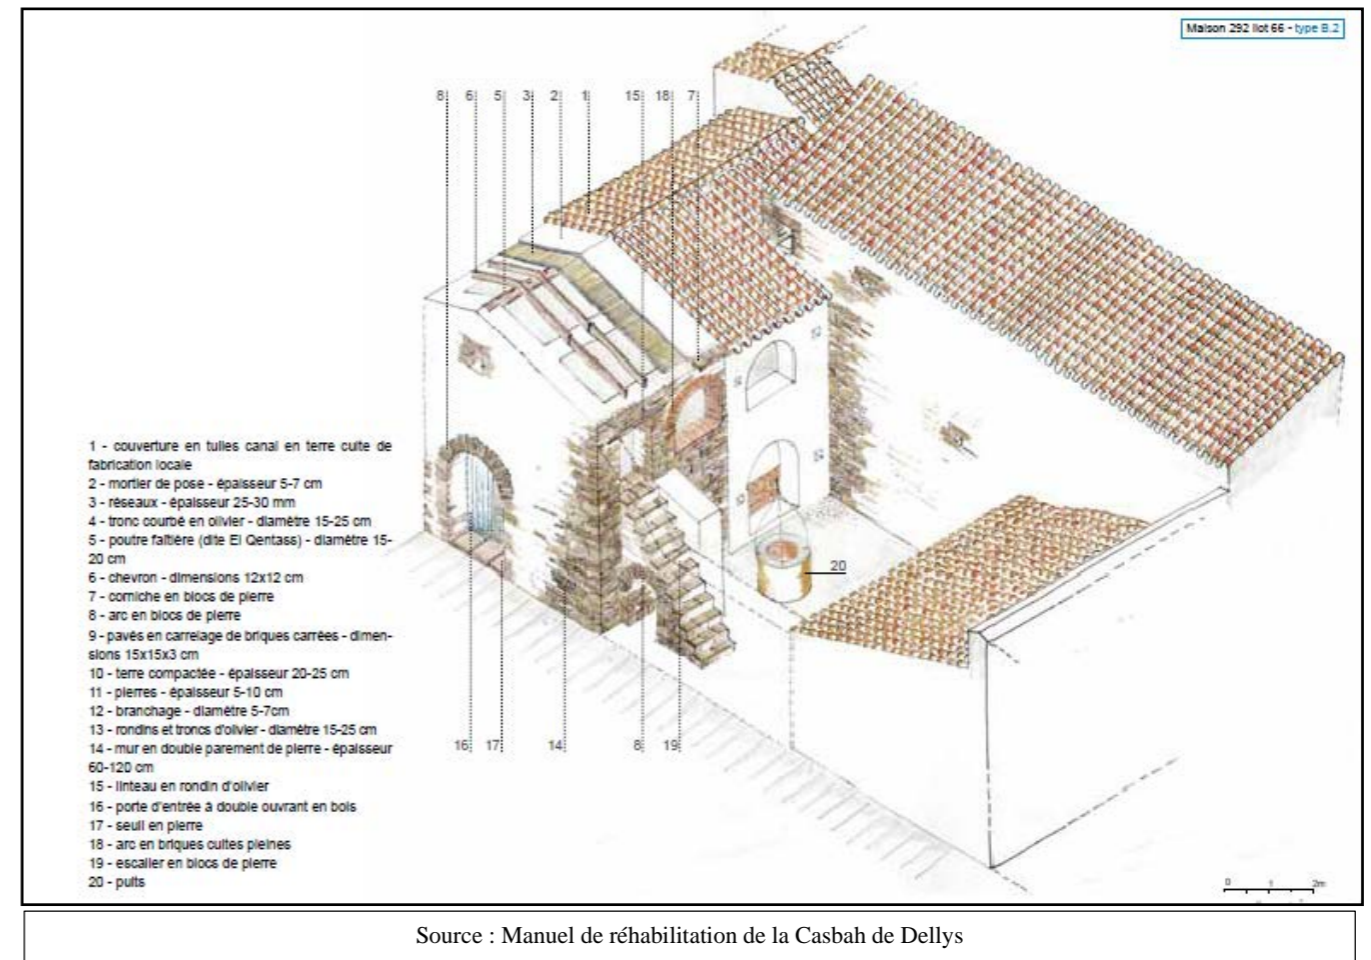 Maison 292 îlot 66 - type B.2
8 6 5 3 2 1 15 18 7
1 - couverture en tuiles canal en terre cuite de
fabrication locale
2 - mortier de pose - épaisseur 5-7 cm
3 - réseaux - épaisseur 25-30 mm
4 - tronc courbé en olivier - diamètre 15-25 cm
5 - poutre faîtière (dite El Qentass) - diamètre 15-
20 cm
6 - chevron - dimensions 12x12 cm
7 - corniche en blocs de pierre
8 - arc en blocs de pierre
9 - pavés en carrelage de briques carrées - dimen-
sions 15x15x3 cm
10 - terre compactée - épaisseur 20-25 cm
11 - pierres - épaisseur 5-10 cm
12 - branchage - diamètre 5-7cm
13 - rondins et troncs d'olivier - diamètre 15-25 cm
14 - mur en double parement de pierre - épaisseur
60-120 cm
15 - linteau en rondin d'olivier
16 - porte d'entrée à double ouvrant en bois
17 - seuil en pierre
18 - arc en briques cuites pleines
19 - escalier en blocs de pierre
20 - puits
20
16 17 14 8 19
0 1 2m
Source : Manuel de réhabilitation de la Casbah de Dellys